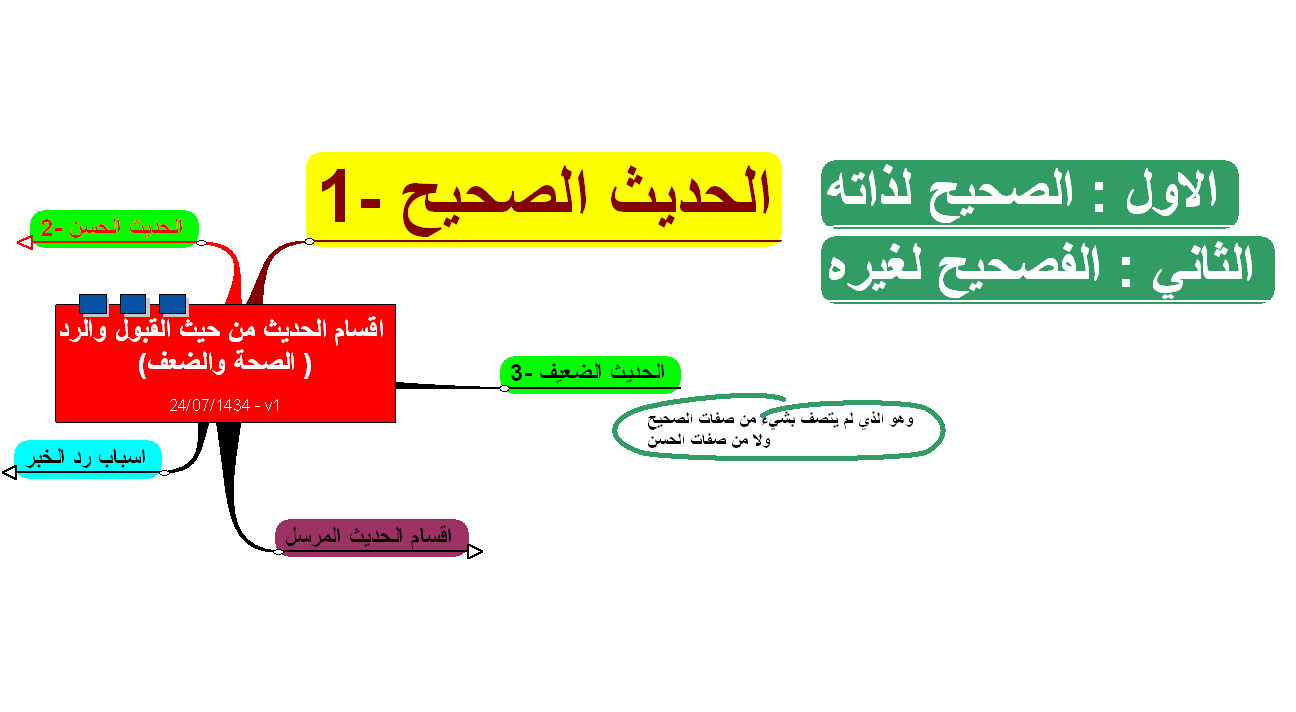 1- الحديث الصحيح
الاول : الصحيح لذاته
الثاني : الفصحيح لغيره
2- الحديث الحسن
اقسام الحديث من حيث القبول والرد
( الصحة والضعف)
24/07/1434 - v1
3- الحديث الضعيف
وهو الذي لم يتصف بشيء من صفات الصحيح
ولا من صفات الحسن
اسباب رد الخبر
اقسام الحديث المرسل